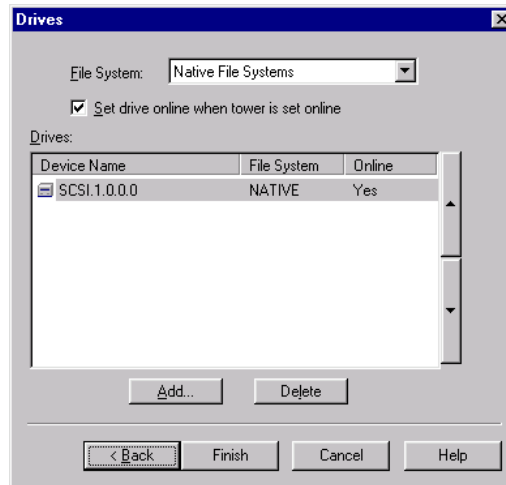 Drives
File System: Native File Systems
Set drive online when tower is set online
Drives:
Device Name File System Online
SCSI.1.0.0.0 NATIVE Yes
Add... Delete
< Back Finish Cancel Help